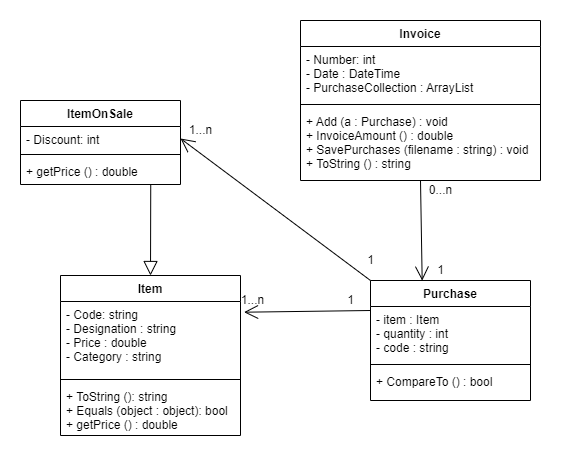 Invoice
- Number: int
- Date : DateTime
- PurchaseCollection : ArrayList
+ Add (a : Purchase) : void
+ InvoiceAmount () : double
+ SavePurchases (filename : string) : void
+ ToString () : string
ItemOnSale
- Discount: int
+ getPrice () : double
1...n
0...n
1
1
1...n
1
Item
- Code: string
- Designation : string
- Price : double
- Category : string
+ ToString (): string
+ Equals (object : object): bool
+ getPrice () : double
Purchase
- item : Item
- quantity : int
- code : string
+ CompareTo () : bool